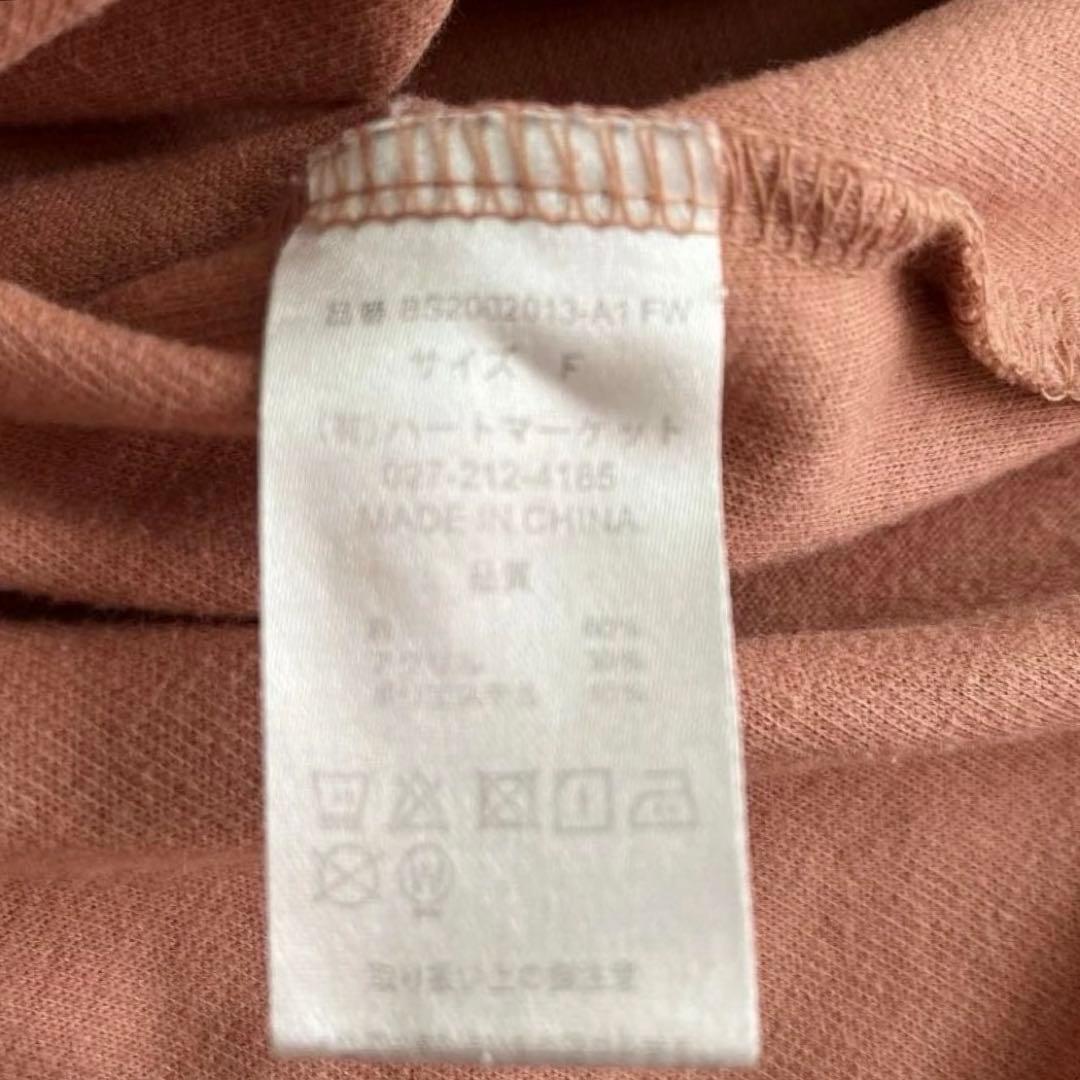 品番 BS2002013-A1 FW
サイズ F
(有)ハートマーケット
027-212-4185
MADE IN CHINA
品質
アクリル 30%
ポリエステル 10%
取り扱い上の御注意